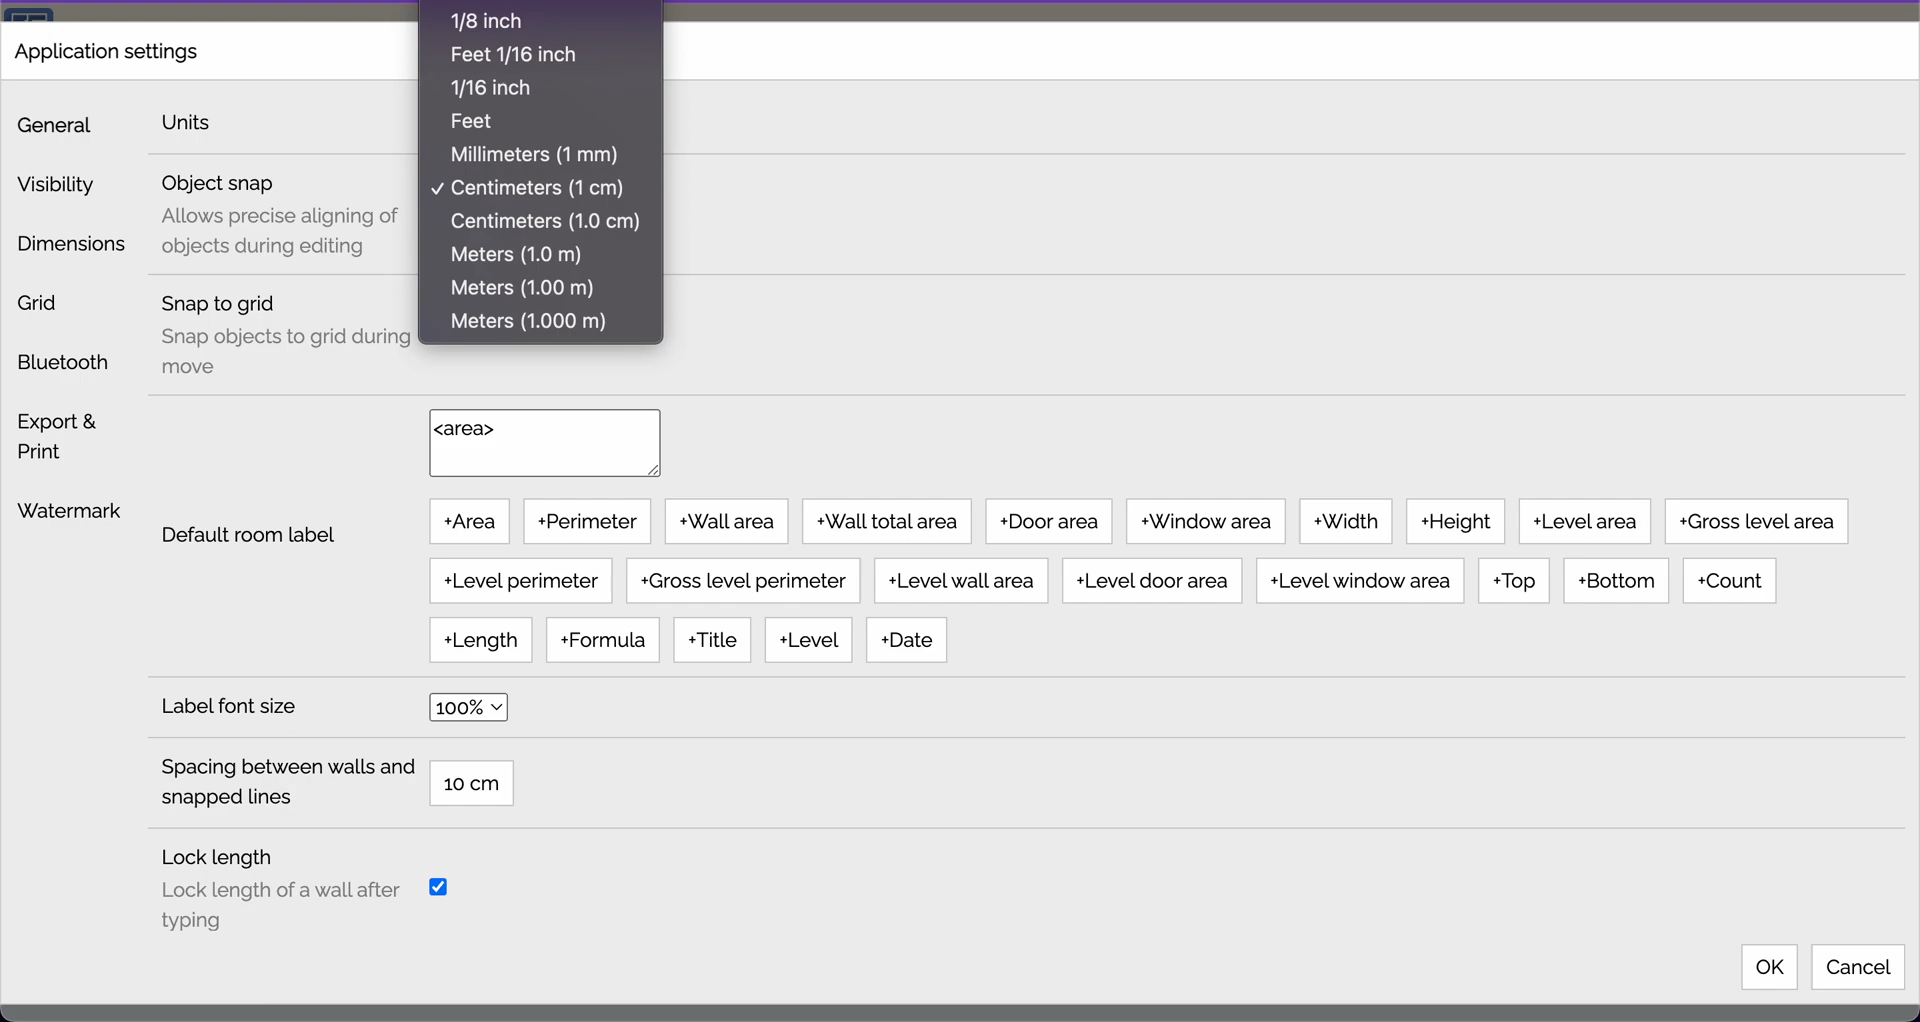 1/8 inch
Feet 1/16 inch
1/16 inch
Feet
Millimeters (1 mm)
✓ Centimeters (1 cm)
Centimeters (1.0 cm)
Meters (1.0 m)
Meters (1.00 m)
Meters (1.000 m)
Application settings
General
Visibility
Dimensions
Grid
Bluetooth
Export &
Print
Watermark
Units
Object snap
Allows precise aligning of
objects during editing
Snap to grid
Snap objects to grid during
move
Default room label
<area>
+Area +Perimeter +Wall area +Wall total area +Door area +Window area +Width +Height +Level area +Gross level area
+Level perimeter +Gross level perimeter +Level wall area +Level door area +Level window area +Top +Bottom +Count
+Length +Formula +Title +Level +Date
Label font size 100%
Spacing between walls and
snapped lines
10 cm
Lock length
Lock length of a wall after
typing
OK Cancel